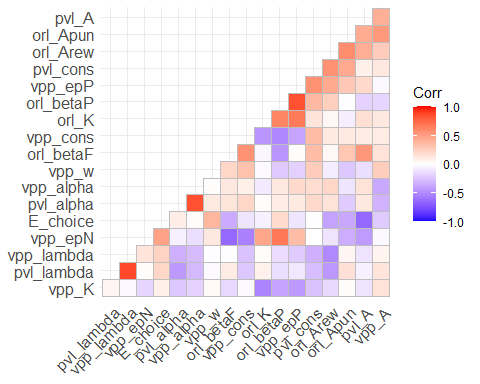 pvl_A
orl_Apun
orl_Arew
pvl_cons
vpp_epP
orl_betaP
orl_K
vpp_cons
orl_betaF
vpp_w
vpp_alpha
pvl_alpha
E_choice
vpp_epN
vpp_lambda
pvl_lambda
vpp_K
pvl_lambda
vpp_lambda
vpp_epN
E_choice
pvl_alpha
vpp_alpha
vpp_w
orl_betaF
vpp_cons
orl_K
orl_betaP
vpp_epP
pvl_cons
orl_Arew
orl_Apun
pvl_A
vpp_A
Corr
1.0
0.5
0.0
-0.5
-1.0